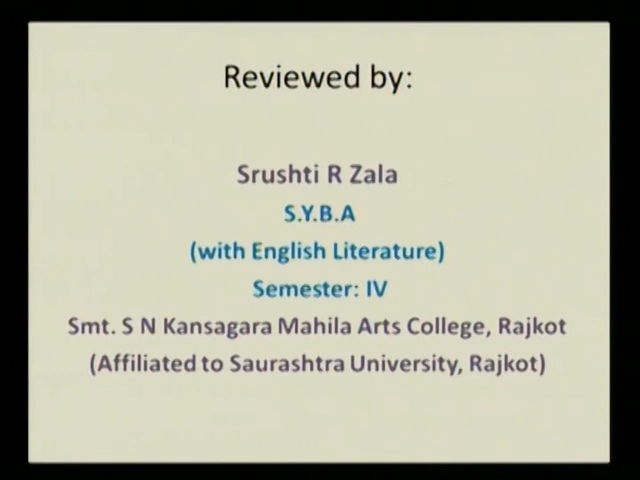 Reviewed by:
Srushti R Zala
S.Y.B.A
(with English Literature)
Semester: IV
Smt. S N Kansagara Mahila Arts College, Rajkot
(Affiliated to Saurashtra University, Rajkot)